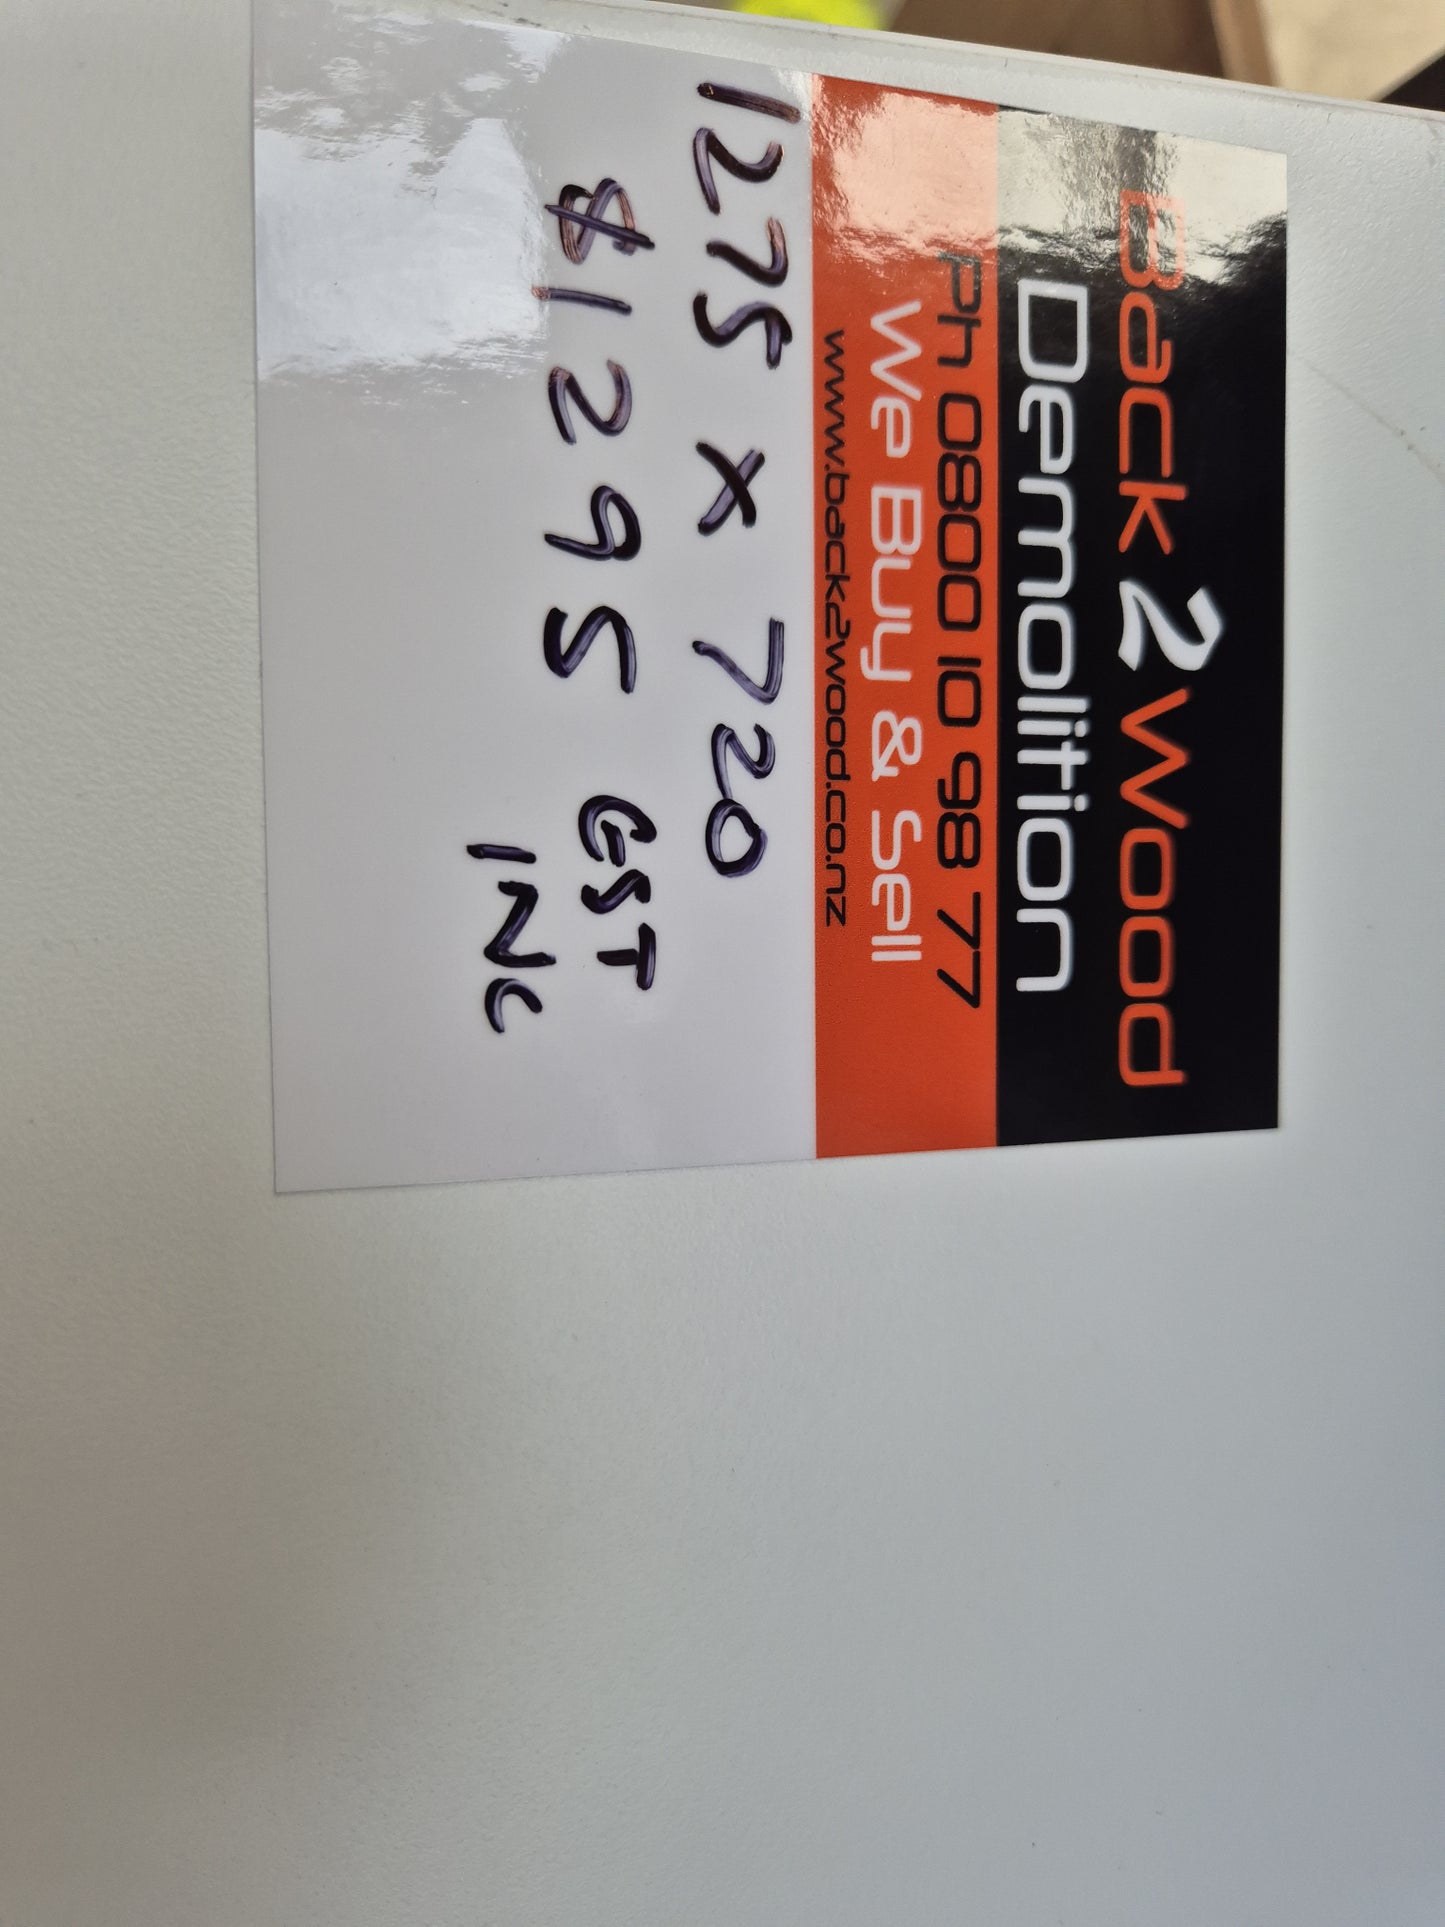 Back 2 Wood
Demolition
Ph 0800 10 98 77
We Buy & Sell
www.back2wood.co.nz
1275 x 720
$1295 GST
INC